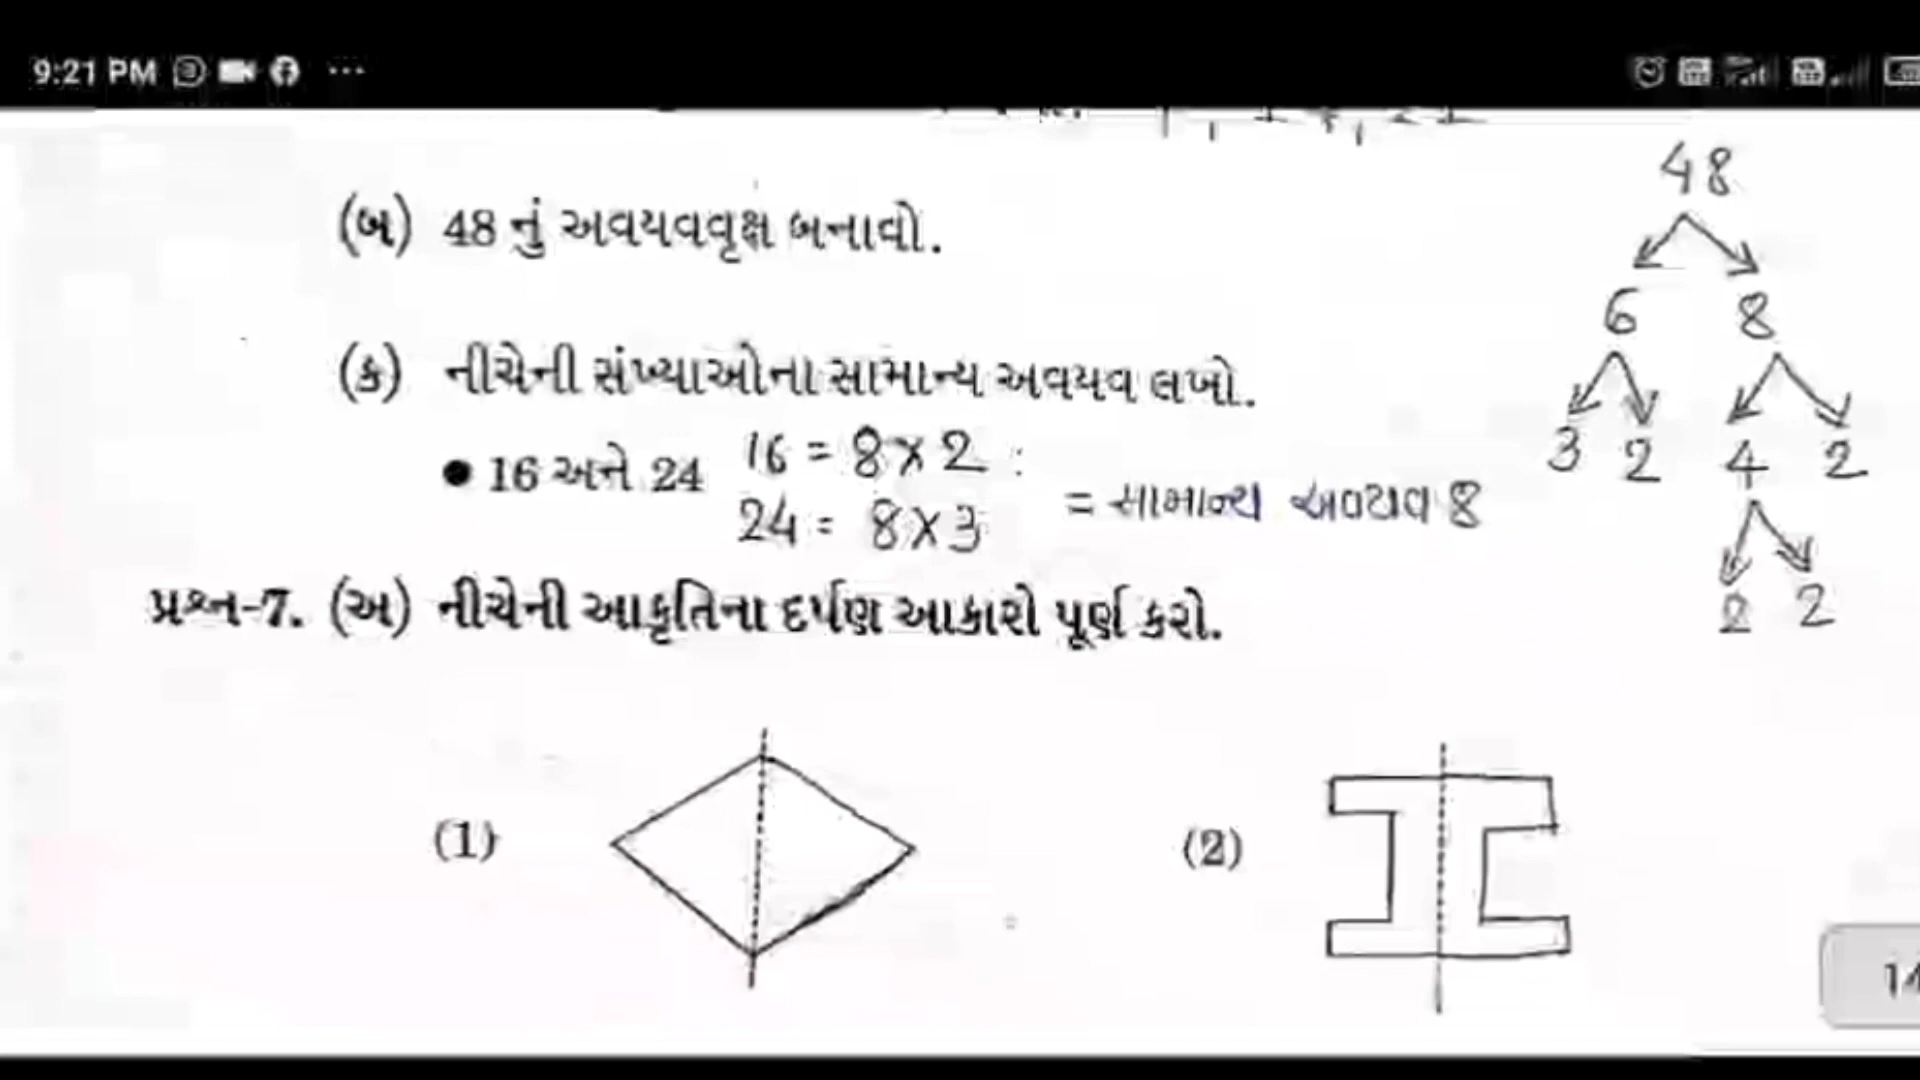 9:21 PM
(બ) 48 નું અવયવવૃક્ષ બનાવો.
48
6 8
3 2 4 2
2 2
(ક) નીચેની સંખ્યાઓના સામાન્ય અવયવ લખો.
● 16 અને 24
16 = 8 x 2
24 = 8 x 3
= સામાન્ય અવયવ 8
પ્રશ્ન-7. (અ) નીચેની આકૃતિના દર્પણ આકારો પૂર્ણ કરો.
(1) (2)
14